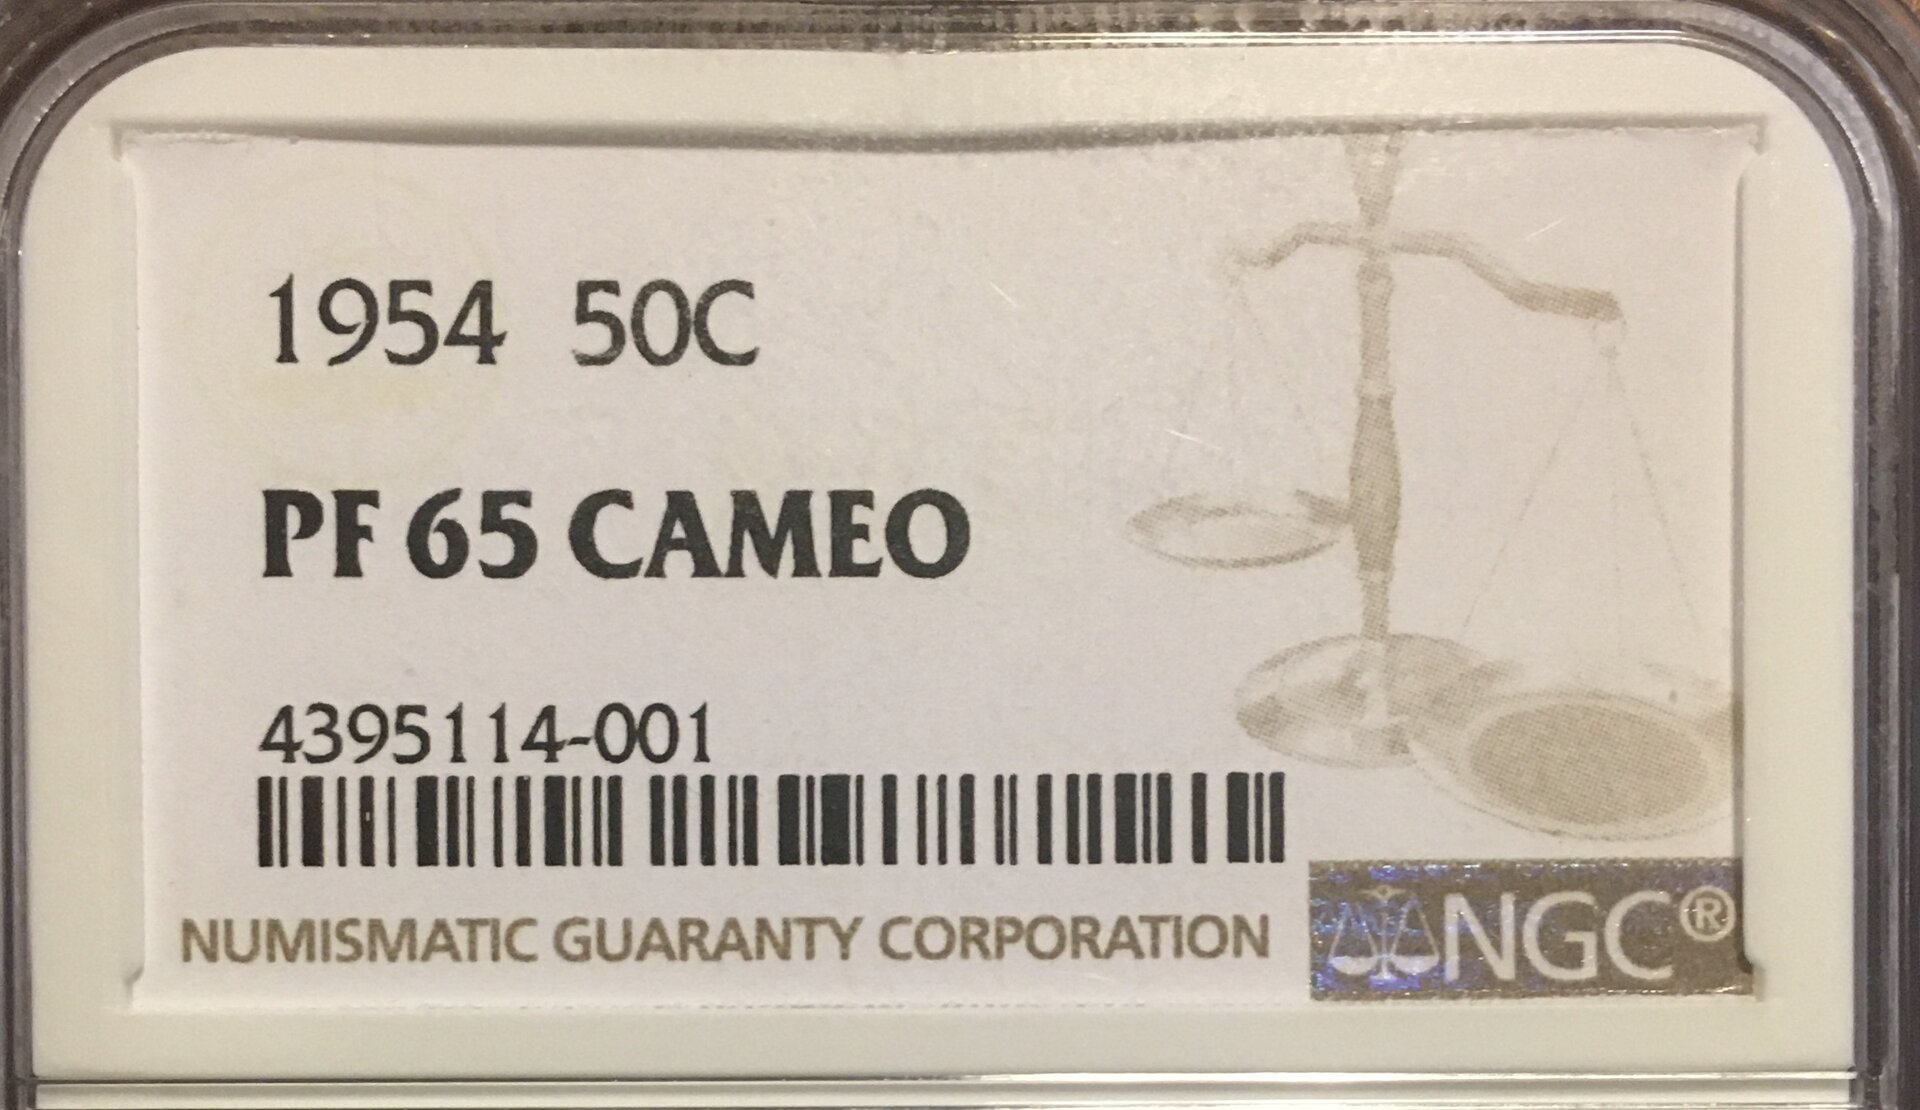 1954 50C
PF 65 CAMEO
4395114-001
NUMISMATIC GUARANTY CORPORATION
NGC®